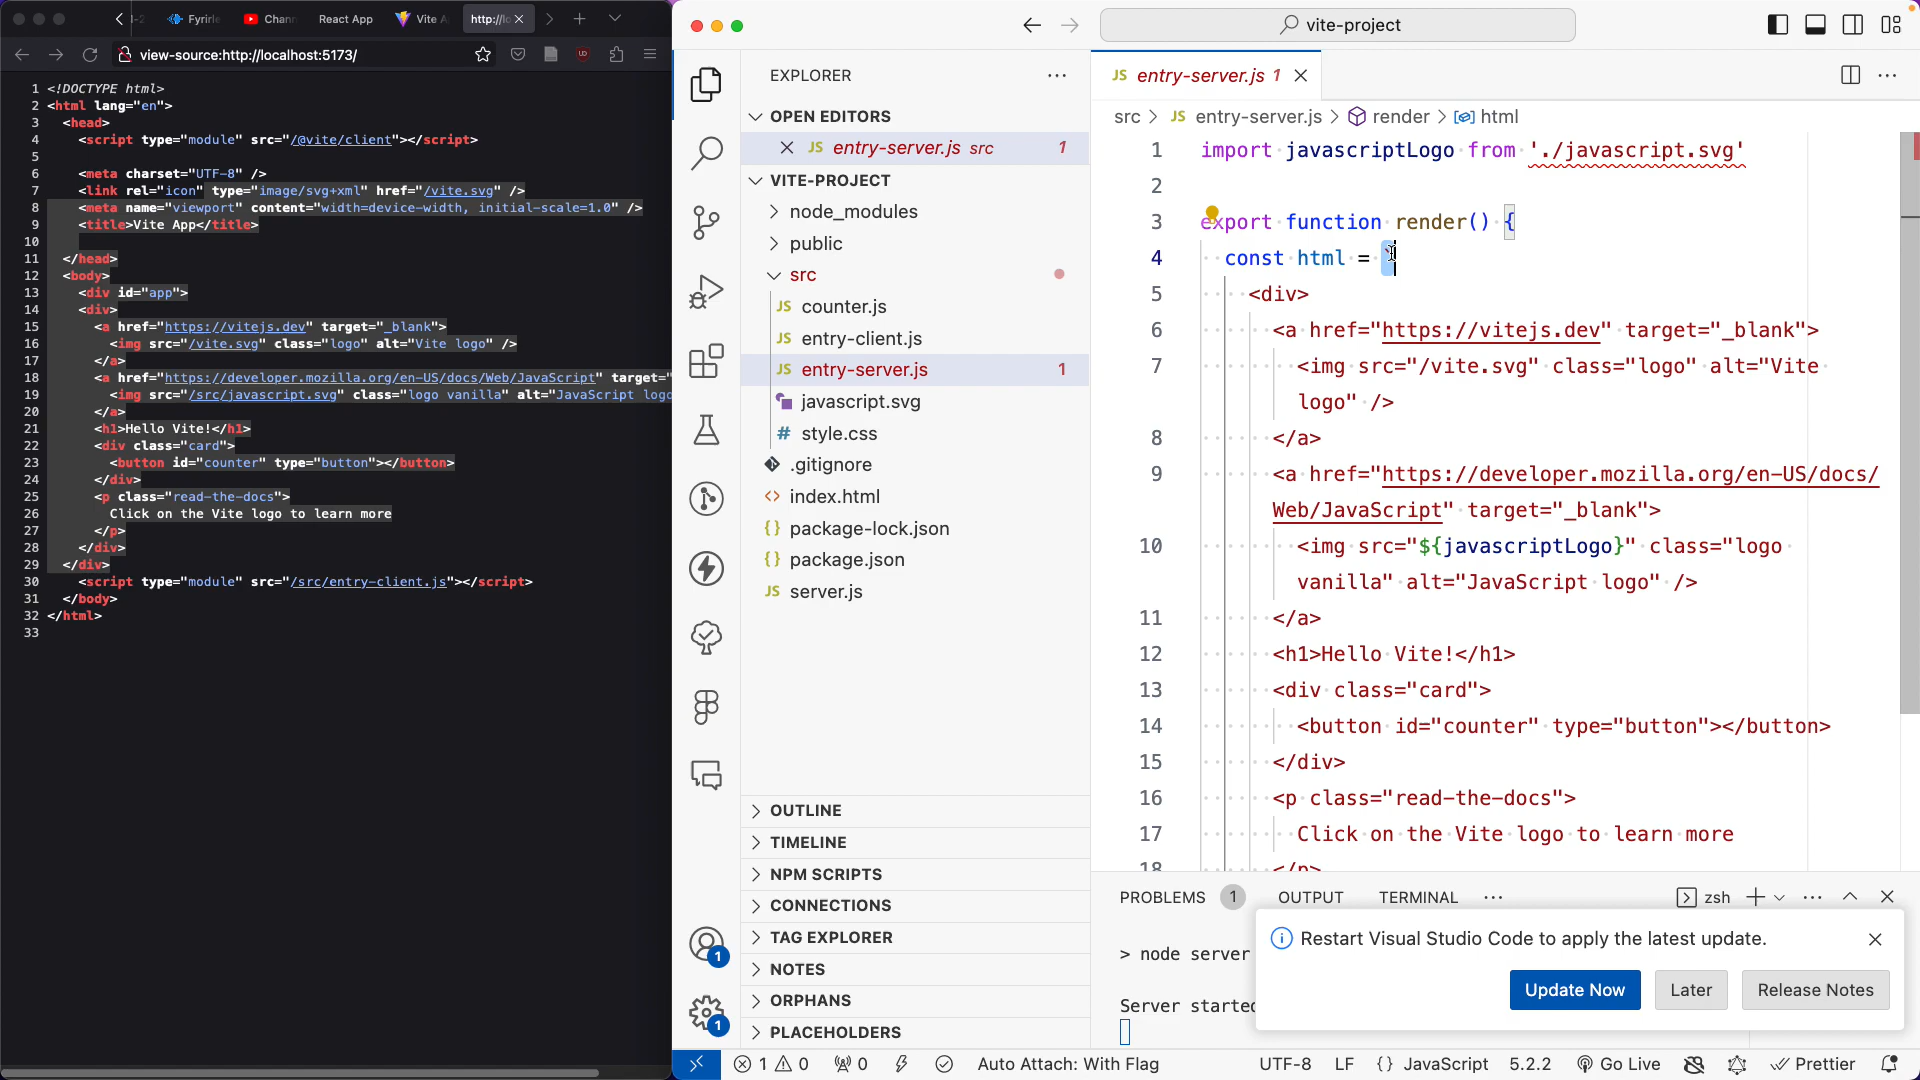 Fyrirle
Chann
React App
Vite A
http://lo
view-source:http://localhost:5173/
1 <!DOCTYPE html>
2 <html lang="en">
3 <head>
4 <script type="module" src="/@vite/client"></script>
5
6 <meta charset="UTF-8" />
7 <link rel="icon" type="image/svg+xml" href="/vite.svg" />
8 <meta name="viewport" content="width=device-width, initial-scale=1.0" />
9 <title>Vite App</title>
10
11 </head>
12 <body>
13 <div id="app">
14 <div>
15 <a href="https://vitejs.dev" target="_blank">
16 <img src="/vite.svg" class="logo" alt="Vite logo" />
17 </a>
18 <a href="https://developer.mozilla.org/en-US/docs/Web/JavaScript" target="
19 <img src="/src/javascript.svg" class="logo vanilla" alt="JavaScript logo
20 </a>
21 <h1>Hello Vite!</h1>
22 <div class="card">
23 <button id="counter" type="button"></button>
24 </div>
25 <p class="read-the-docs">
26 Click on the Vite logo to learn more
27 </p>
28 </div>
29 </div>
30 <script type="module" src="/src/entry-client.js"></script>
31 </body>
32 </html>
33
vite-project
EXPLORER
OPEN EDITORS
JS entry-server.js src 1
VITE-PROJECT
node_modules
public
src
JS counter.js
JS entry-client.js
JS entry-server.js 1
javascript.svg
# style.css
.gitignore
<> index.html
{} package-lock.json
{} package.json
JS server.js
OUTLINE
TIMELINE
NPM SCRIPTS
CONNECTIONS
TAG EXPLORER
NOTES
ORPHANS
PLACEHOLDERS
1
1
JS entry-server.js 1
src > JS entry-server.js > render > html
1 import javascriptLogo from './javascript.svg'
2
3 export function render() {
4 const html = `
5 <div>
6 <a href="https://vitejs.dev" target="_blank">
7 <img src="/vite.svg" class="logo" alt="Vite
logo" />
8 </a>
9 <a href="https://developer.mozilla.org/en-US/docs/
Web/JavaScript" target="_blank">
10 <img src="${javascriptLogo}" class="logo
vanilla" alt="JavaScript logo" />
11 </a>
12 <h1>Hello Vite!</h1>
13 <div class="card">
14 <button id="counter" type="button"></button>
15 </div>
16 <p class="read-the-docs">
17 Click on the Vite logo to learn more
18 </p>
PROBLEMS 1 OUTPUT TERMINAL zsh
> node server
Server started
Restart Visual Studio Code to apply the latest update.
Update Now Later Release Notes
1 0 0 Auto Attach: With Flag UTF-8 LF {} JavaScript 5.2.2 Go Live Prettier